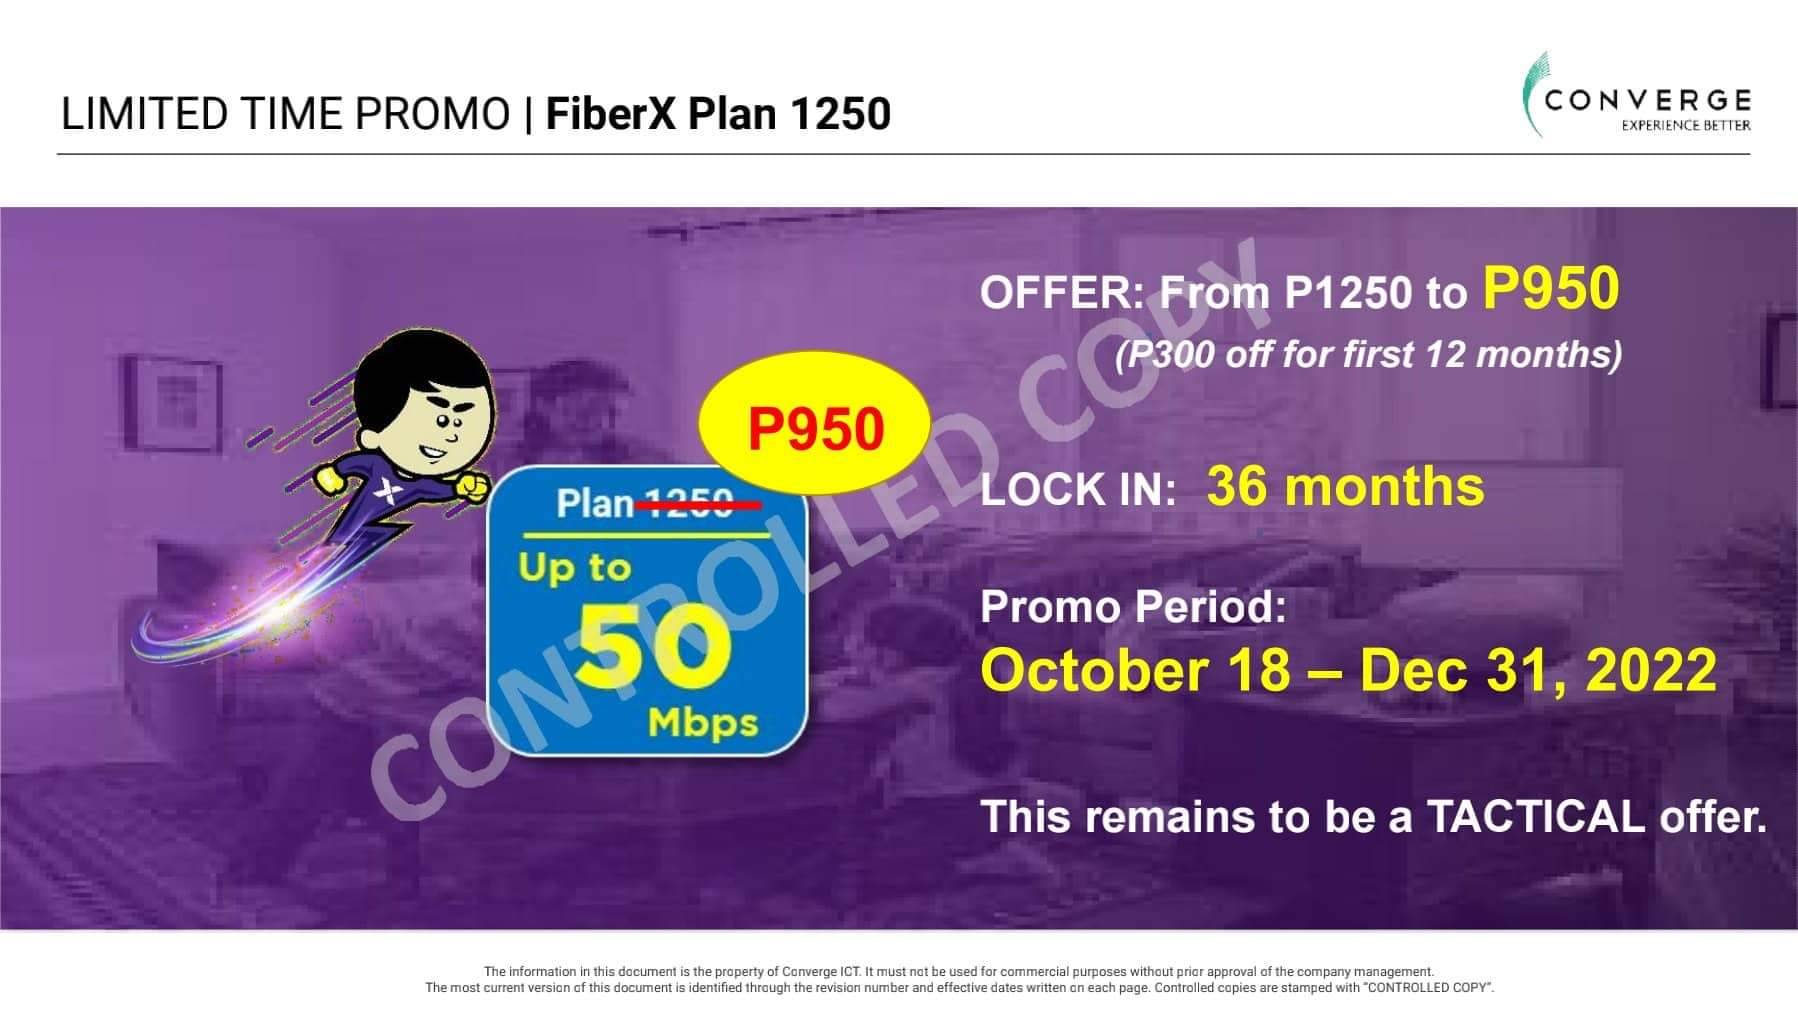 LIMITED TIME PROMO | FiberX Plan 1250
CONVERGE
EXPERIENCE BETTER
P950
Plan 1250
Up to
50
Mbps
OFFER: From P1250 to P950
(P300 off for first 12 months)
LOCK IN: 36 months
Promo Period:
October 18 – Dec 31, 2022
This remains to be a TACTICAL offer.
CONTROLLED COPY
The information in this document is the property of Converge ICT. It must not be used for commercial purposes without prior approval of the company management.
The most current version of this document is identified through the revision number and effective dates written on each page. Controlled copies are stamped with “CONTROLLED COPY”.